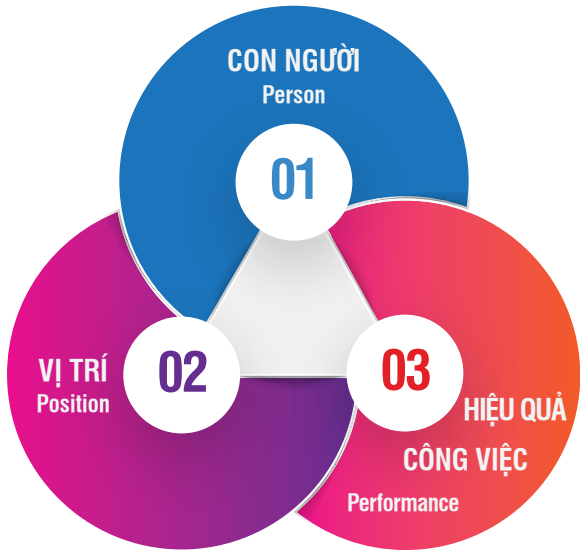 CON NGƯỜI
Person
01
VỊ TRÍ
Position
02
03
HIỆU QUẢ
CÔNG VIỆC
Performance